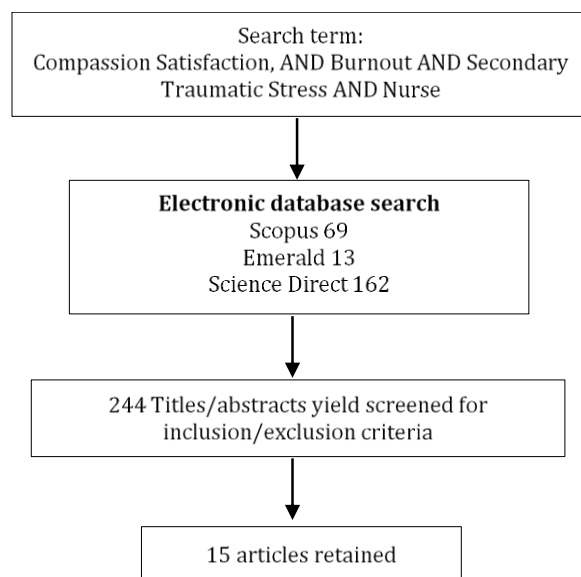 Search term:
Compassion Satisfaction, AND Burnout AND Secondary
Traumatic Stress AND Nurse
Electronic database search
Scopus 69
Emerald 13
Science Direct 162
244 Titles/abstracts yield screened for
inclusion/exclusion criteria
15 articles retained